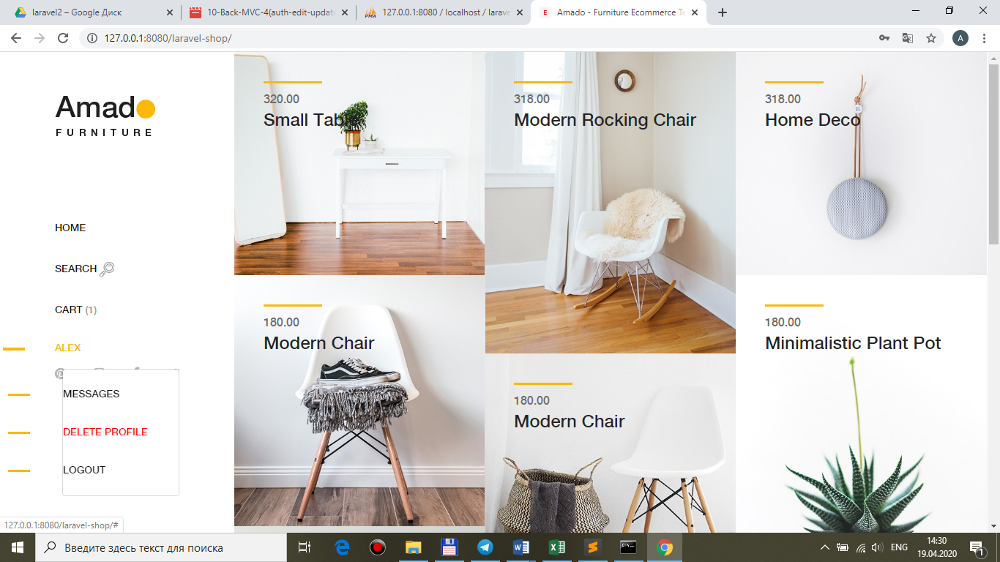 laravel2 – Google Диск
10-Back-MVC-4(auth-edit-updat
127.0.0.1:8080 / localhost / larav
Amado - Furniture Ecommerce Te
127.0.0.1:8080/laravel-shop/
A
Amado
FURNITURE
HOME
SEARCH
CART (1)
ALEX
MESSAGES
DELETE PROFILE
LOGOUT
320.00
Small Table
318.00
Modern Rocking Chair
318.00
Home Deco
180.00
Modern Chair
180.00
Modern Chair
180.00
Minimalistic Plant Pot
127.0.0.1:8080/laravel-shop/#
Введите здесь текст для поиска
ENG
14:30
19.04.2020
1